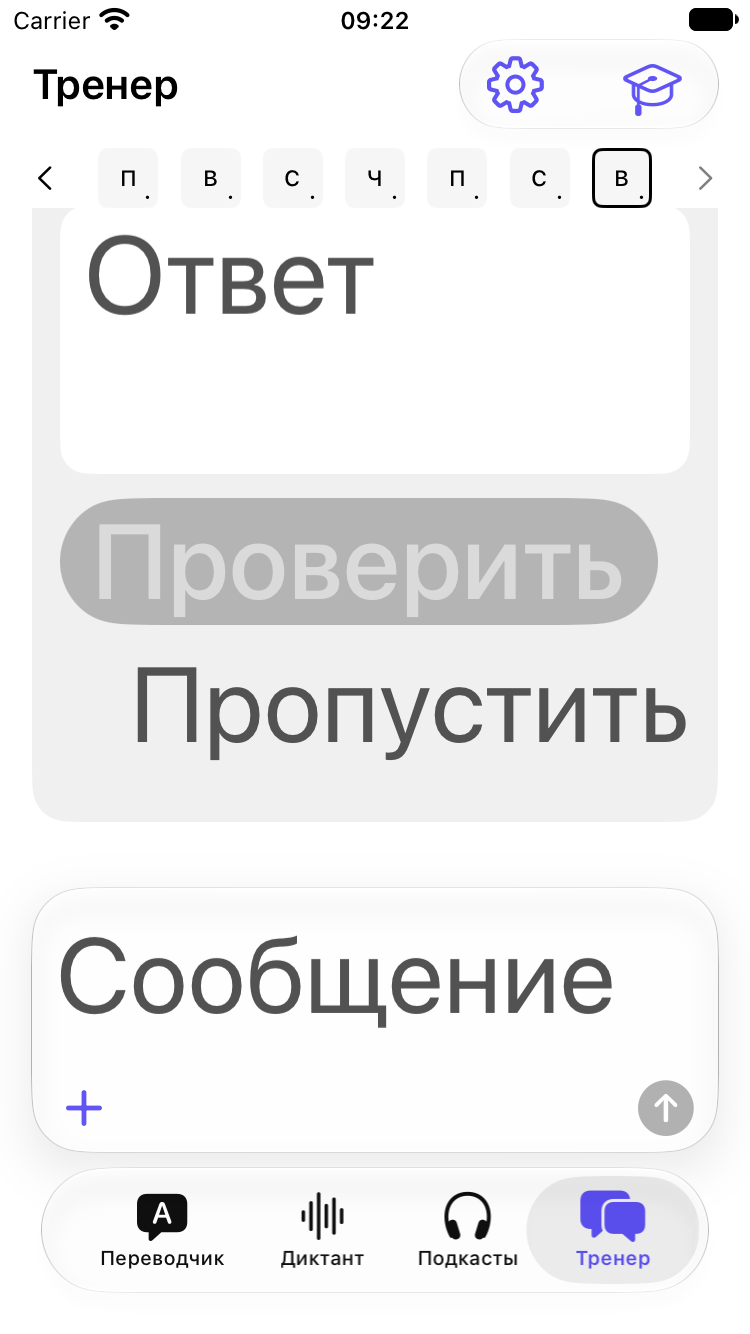 Carrier 09:22
Тренер
п. в. с. ч. п. с. в.
Ответ
Проверить
Пропустить
Сообщение
A
Переводчик Диктант Подкасты Тренер